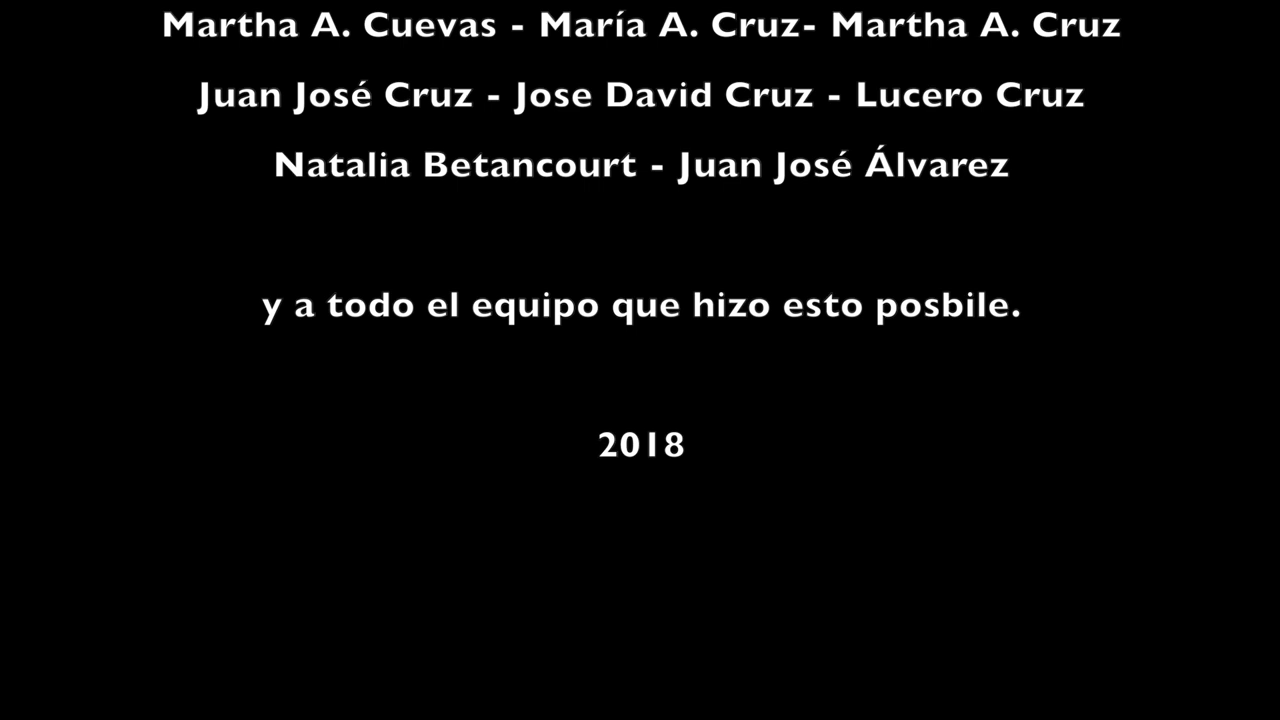 Martha A. Cuevas - María A. Cruz- Martha A. Cruz
Juan José Cruz - Jose David Cruz - Lucero Cruz
Natalia Betancourt - Juan José Álvarez
y a todo el equipo que hizo esto posbile.
2018